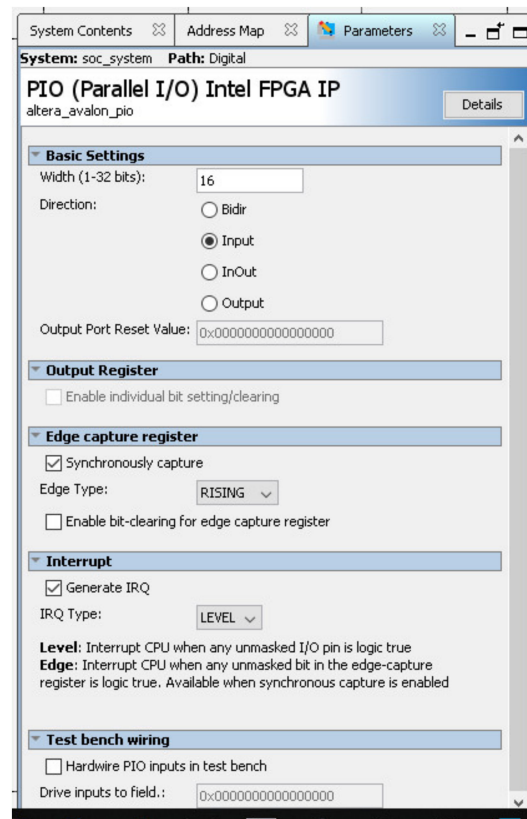 System Contents Address Map Parameters
System: soc_system Path: Digital
PIO (Parallel I/O) Intel FPGA IP
altera_avalon_pio
Details
Basic Settings
Width (1-32 bits): 16
Direction: Bidir
Input
InOut
Output
Output Port Reset Value: 0x0000000000000000
Output Register
Enable individual bit setting/clearing
Edge capture register
Synchronously capture
Edge Type: RISING
Enable bit-clearing for edge capture register
Interrupt
Generate IRQ
IRQ Type: LEVEL
Level: Interrupt CPU when any unmasked I/O pin is logic true
Edge: Interrupt CPU when any unmasked bit in the edge-capture
register is logic true. Available when synchronous capture is enabled
Test bench wiring
Hardwire PIO inputs in test bench
Drive inputs to field.: 0x0000000000000000